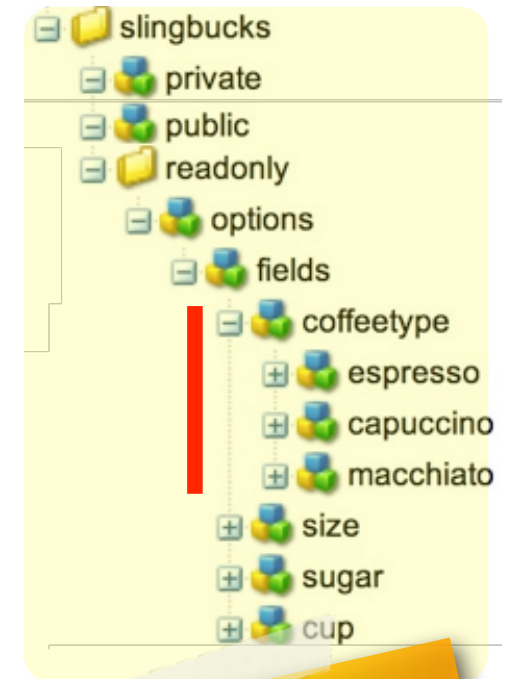 slingbucks
private
public
readonly
options
fields
coffeetype
espresso
capuccino
macchiato
size
sugar
cup